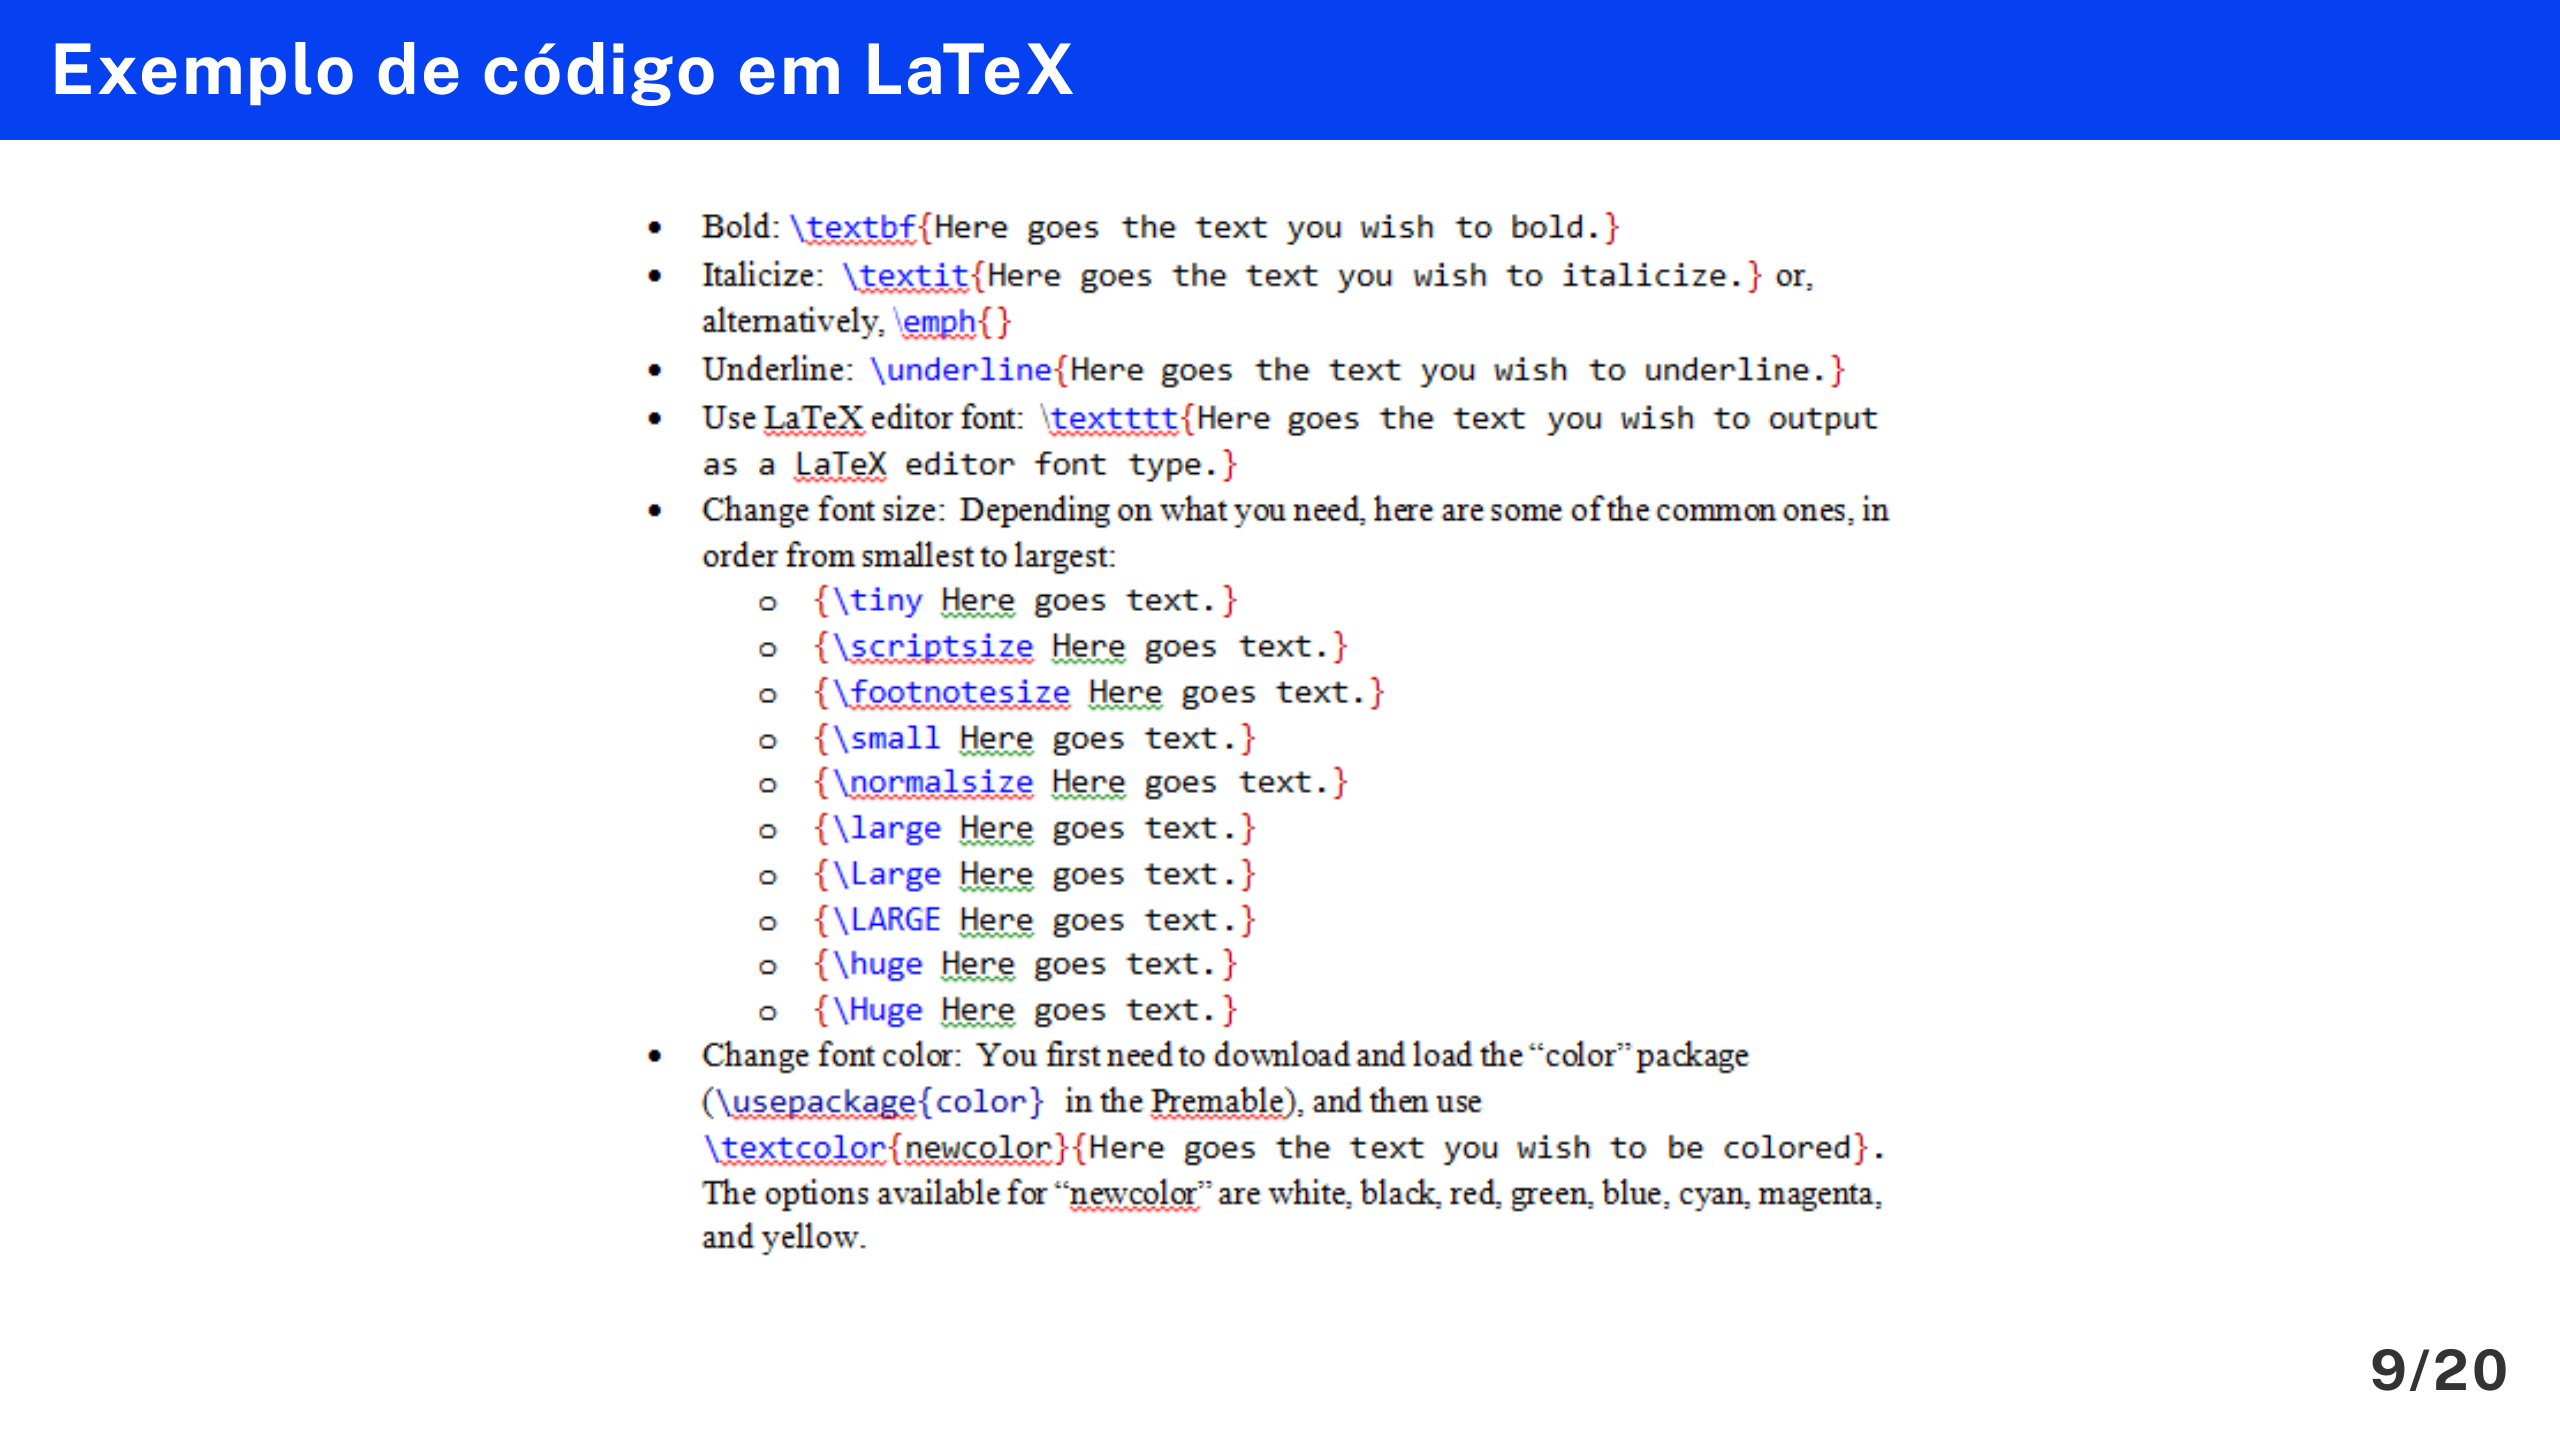 Exemplo de código em LaTeX
• Bold: \textbf{Here goes the text you wish to bold.}
• Italicize: \textit{Here goes the text you wish to italicize.} or,
alternatively, \emph{}
• Underline: \underline{Here goes the text you wish to underline.}
• Use LaTeX editor font: \textttt{Here goes the text you wish to output
as a LaTeX editor font type.}
• Change font size: Depending on what you need, here are some of the common ones, in
order from smallest to largest:
o {\tiny Here goes text.}
o {\scriptsize Here goes text.}
o {\footnotesize Here goes text.}
o {\small Here goes text.}
o {\normalsize Here goes text.}
o {\large Here goes text.}
o {\Large Here goes text.}
o {\LARGE Here goes text.}
o {\huge Here goes text.}
o {\Huge Here goes text.}
• Change font color: You first need to download and load the “color” package
(\usepackage{color} in the Premable), and then use
\textcolor{newcolor}{Here goes the text you wish to be colored}.
The options available for “newcolor” are white, black, red, green, blue, cyan, magenta,
and yellow.
9/20